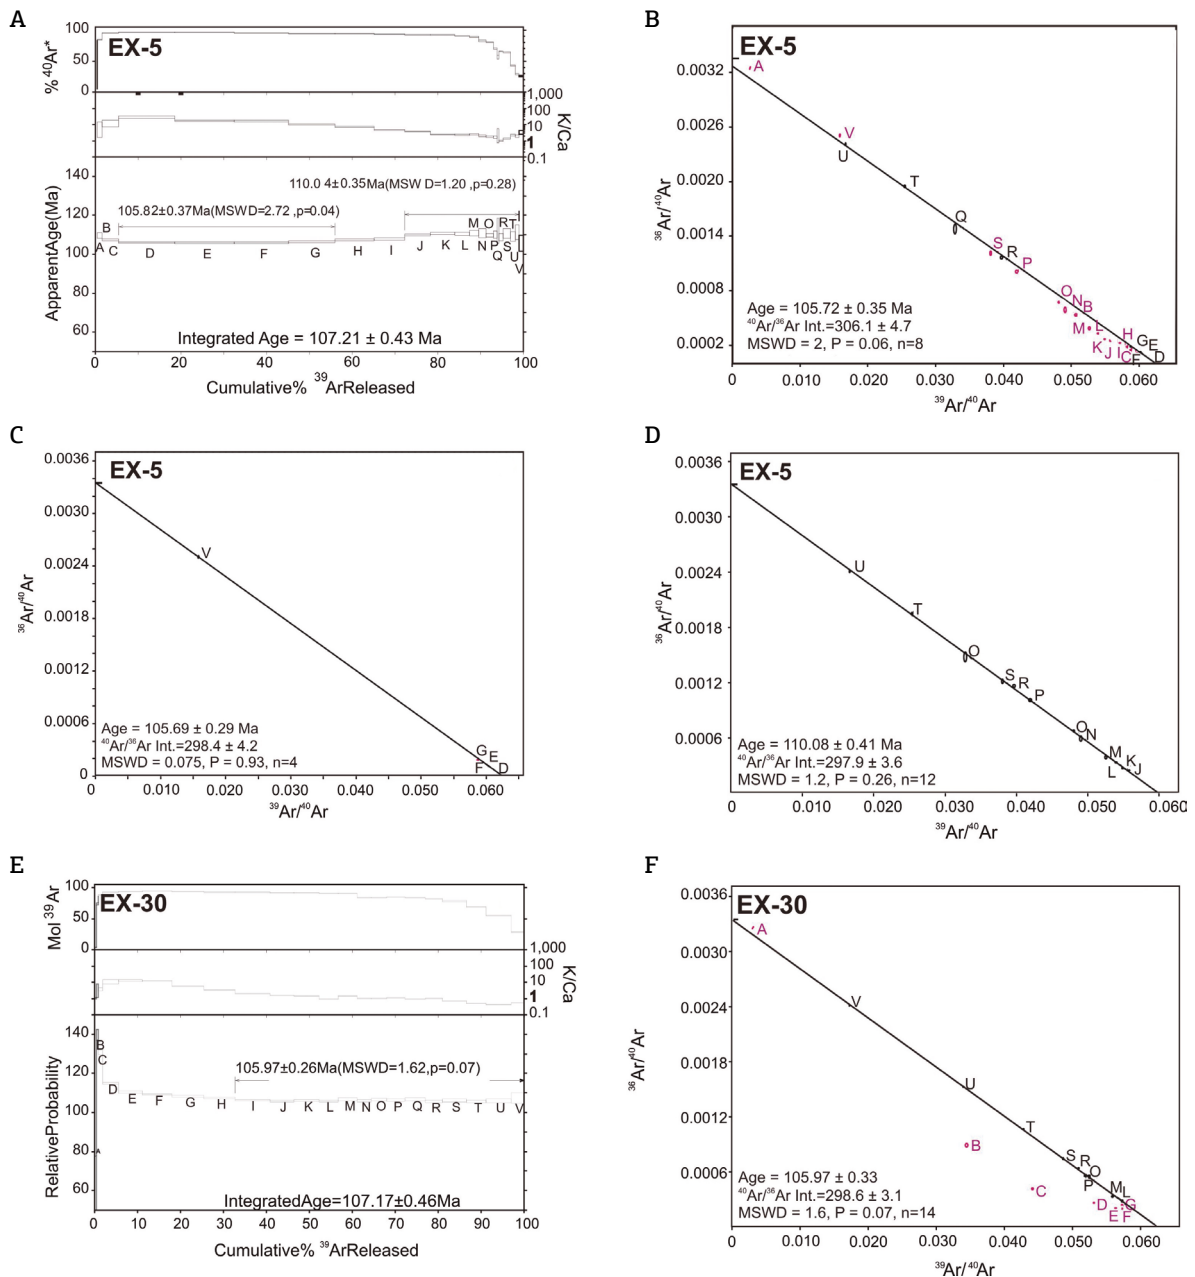 A
EX-5
% 40Ar*
100
50
0
1,000
100
10
1
0.1
K/Ca
110.0 4±0.35Ma(MSW D=1.20 ,p=0.28)
105.82±0.37Ma(MSWD=2.72 ,p=0.04)
ApparentAge(Ma)
140
120
100
80
60
A B C D E F G H I J K L M N O P Q R S T U V
Integrated Age = 107.21 ± 0.43 Ma
0 10 20 30 40 50 60 70 80 90 100
Cumulative% 39ArReleased
B
EX-5
36Ar/40Ar
0.0032
0.0026
0.0020
0.0014
0.0008
0.0002
A
V
U
T
Q
S R P
O N B
M L H
K J I C F G E D
Age = 105.72 ± 0.35 Ma
40Ar/36Ar Int.=306.1 ± 4.7
MSWD = 2, P = 0.06, n=8
0 0.010 0.020 0.030 0.040 0.050 0.060
39Ar/40Ar
C
EX-5
36Ar/40Ar
0.0036
0.0030
0.0024
0.0018
0.0012
0.0006
0
V
G E
F D
Age = 105.69 ± 0.29 Ma
40Ar/36Ar Int.=298.4 ± 4.2
MSWD = 0.075, P = 0.93, n=4
0 0.010 0.020 0.030 0.040 0.050 0.060
39Ar/40Ar
D
EX-5
36Ar/40Ar
0.0036
0.0030
0.0024
0.0018
0.0012
0.0006
U
T
O
S R P
O N
M K
L J
Age = 110.08 ± 0.41 Ma
40Ar/36Ar Int.=297.9 ± 3.6
MSWD = 1.2, P = 0.26, n=12
0 0.010 0.020 0.030 0.040 0.050 0.060
39Ar/40Ar
E
EX-30
Mol 39Ar
100
50
0
1,000
100
10
1
0.1
K/Ca
105.97±0.26Ma(MSWD=1.62,p=0.07)
RelativeProbability
140
120
100
80
60
B
C
D E F G H I J K L M N O P Q R S T U V
A
IntegratedAge=107.17±0.46Ma
0 10 20 30 40 50 60 70 80 90 100
Cumulative% 39ArReleased
F
EX-30
36Ar/40Ar
0.0036
0.0030
0.0024
0.0018
0.0012
0.0006
A
V
U
T
B
S R O
P
C
D M L G
E F
Age = 105.97 ± 0.33
40Ar/36Ar Int.=298.6 ± 3.1
MSWD = 1.6, P = 0.07, n=14
0 0.010 0.020 0.030 0.040 0.050 0.060
39Ar/40Ar